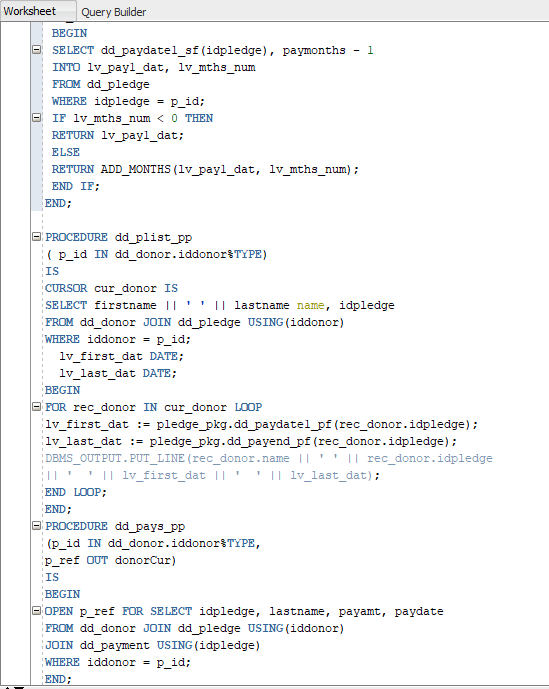 Worksheet Query Builder
BEGIN
SELECT dd_paydate1_sf(idpledge), paymonths - 1
INTO lv_pay1_dat, lv_mths_num
FROM dd_pledge
WHERE idpledge = p_id;
IF lv_mths_num < 0 THEN
RETURN lv_pay1_dat;
ELSE
RETURN ADD_MONTHS(lv_pay1_dat, lv_mths_num);
END IF;
END;
PROCEDURE dd_plist_pp
( p_id IN dd_donor.iddonor%TYPE)
IS
CURSOR cur_donor IS
SELECT firstname || ' ' || lastname name, idpledge
FROM dd_donor JOIN dd_pledge USING(iddonor)
WHERE iddonor = p_id;
lv_first_dat DATE;
lv_last_dat DATE;
BEGIN
FOR rec_donor IN cur_donor LOOP
lv_first_dat := pledge_pkg.dd_paydate1_pf(rec_donor.idpledge);
lv_last_dat := pledge_pkg.dd_payend_pf(rec_donor.idpledge);
DBMS_OUTPUT.PUT_LINE(rec_donor.name || ' ' || rec_donor.idpledge
|| '  ' || lv_first_dat || '  ' || lv_last_dat);
END LOOP;
END;
PROCEDURE dd_pays_pp
(p_id IN dd_donor.iddonor%TYPE,
p_ref OUT donorCur)
IS
BEGIN
OPEN p_ref FOR SELECT idpledge, lastname, payamt, paydate
FROM dd_donor JOIN dd_pledge USING(iddonor)
JOIN dd_payment USING(idpledge)
WHERE iddonor = p_id;
END;